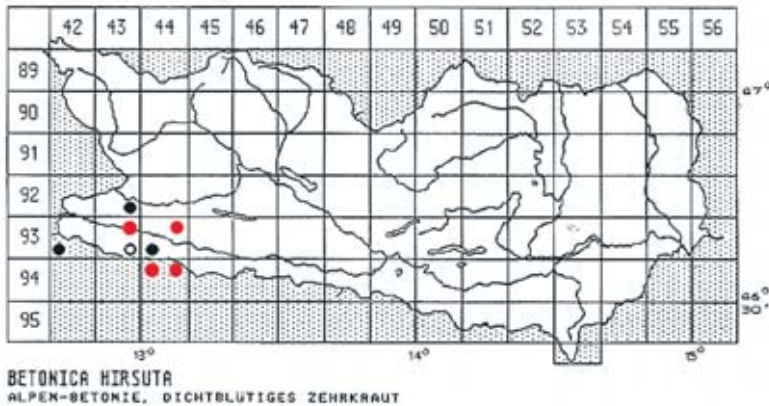 42 43 44 45 46 47 48 49 50 51 52 53 54 55 56
89
47°
90
91
92
93
94
46°
30'
95
13° 14° 15°
BETONICA HIRSUTA
ALPEN-BETONIE, DICHTBLÜTIGES ZEHRKRAUT